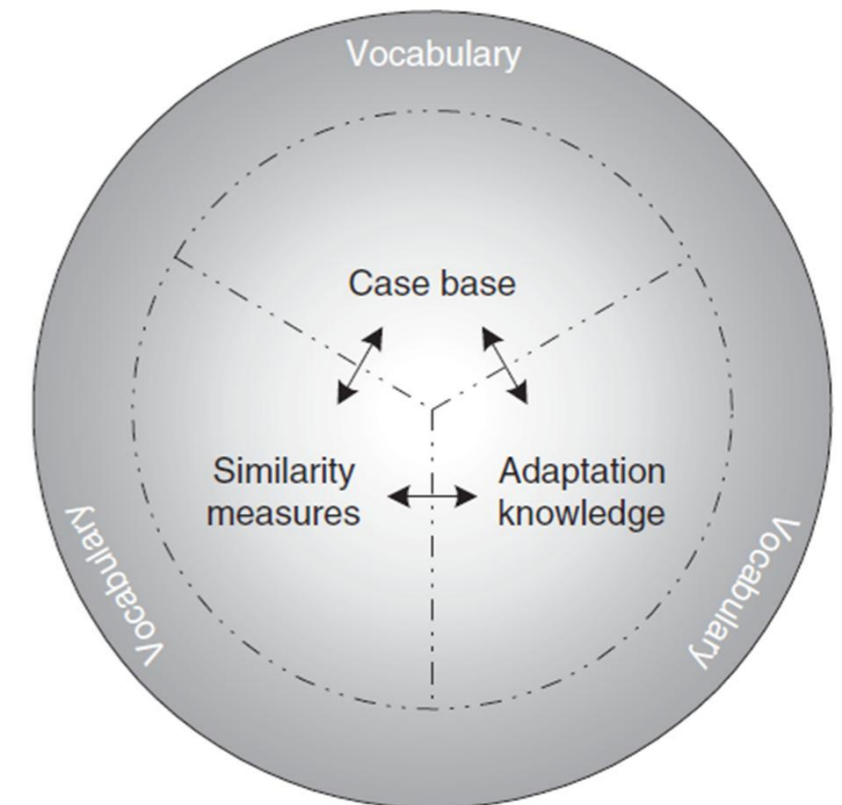 Vocabulary
Case base
Similarity
measures
Adaptation
knowledge
Vocabulary
Vocabulary